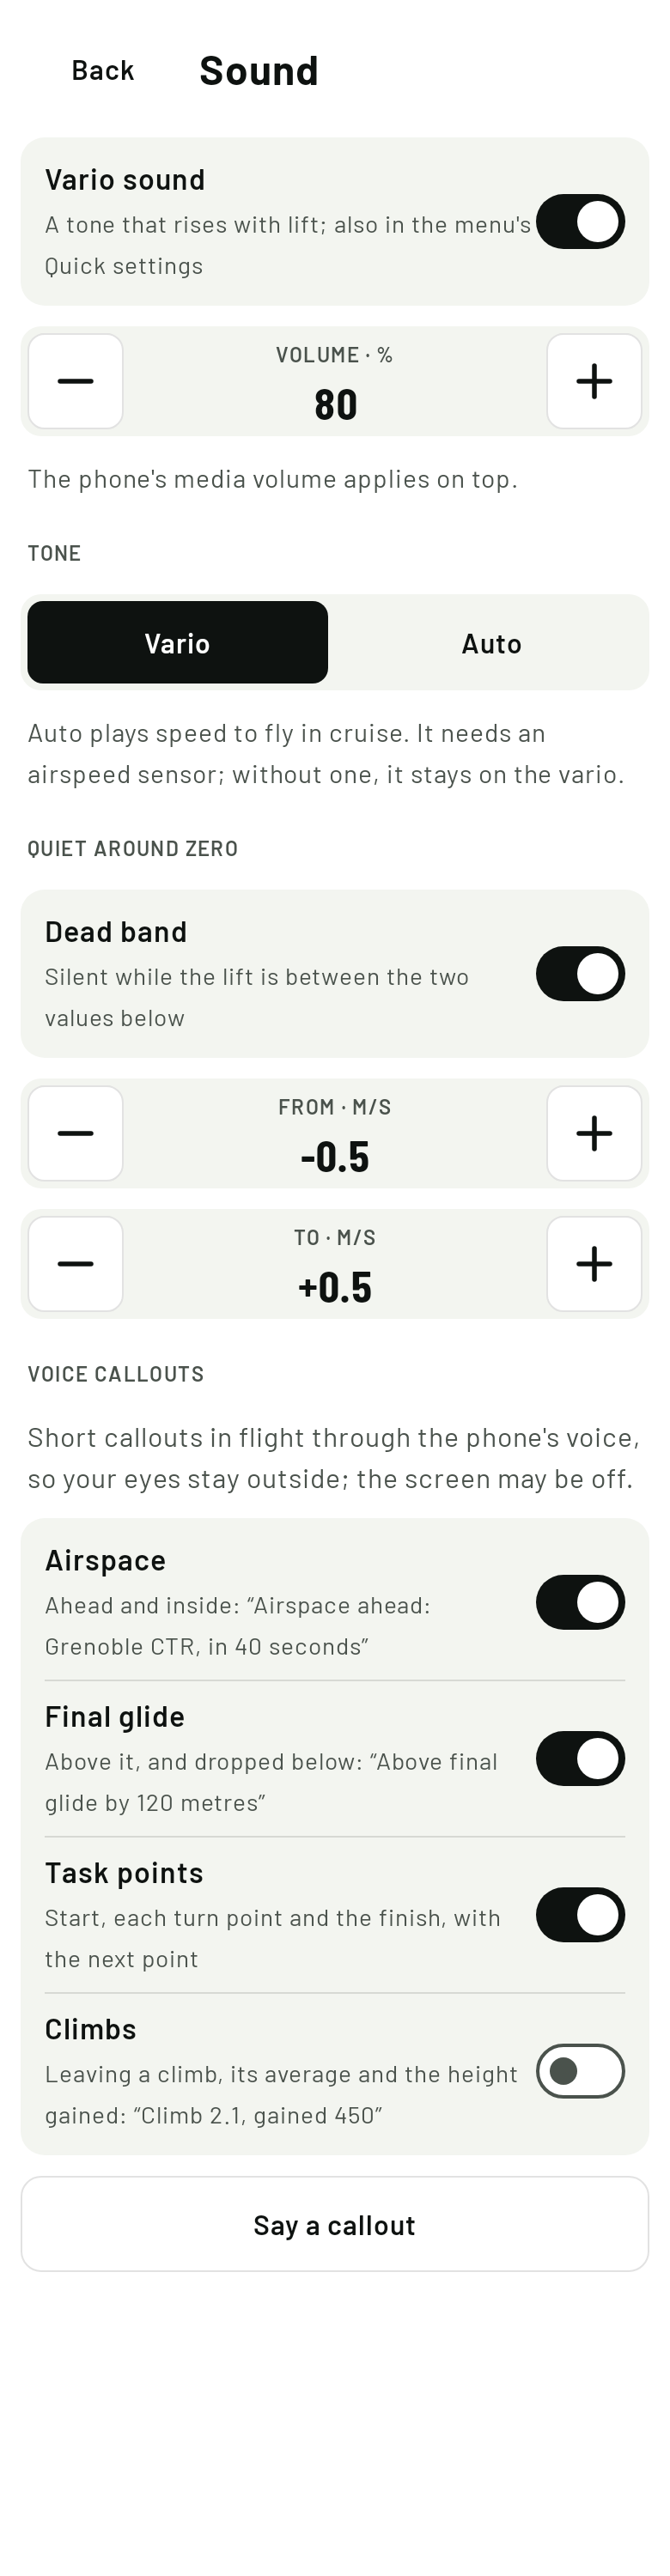 Back Sound
Vario sound
A tone that rises with lift; also in the menu's
Quick settings
VOLUME · %
80
The phone's media volume applies on top.
TONE
Vario Auto
Auto plays speed to fly in cruise. It needs an
airspeed sensor; without one, it stays on the vario.
QUIET AROUND ZERO
Dead band
Silent while the lift is between the two
values below
FROM · M/S
-0.5
TO · M/S
+0.5
VOICE CALLOUTS
Short callouts in flight through the phone's voice,
so your eyes stay outside; the screen may be off.
Airspace
Ahead and inside: “Airspace ahead:
Grenoble CTR, in 40 seconds”
Final glide
Above it, and dropped below: “Above final
glide by 120 metres”
Task points
Start, each turn point and the finish, with
the next point
Climbs
Leaving a climb, its average and the height
gained: “Climb 2.1, gained 450”
Say a callout